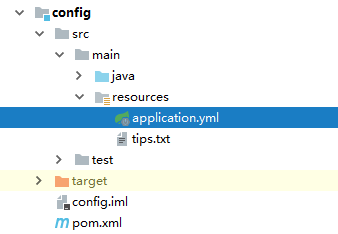 config
src
main
java
resources
application.yml
tips.txt
test
target
config.iml
pom.xml